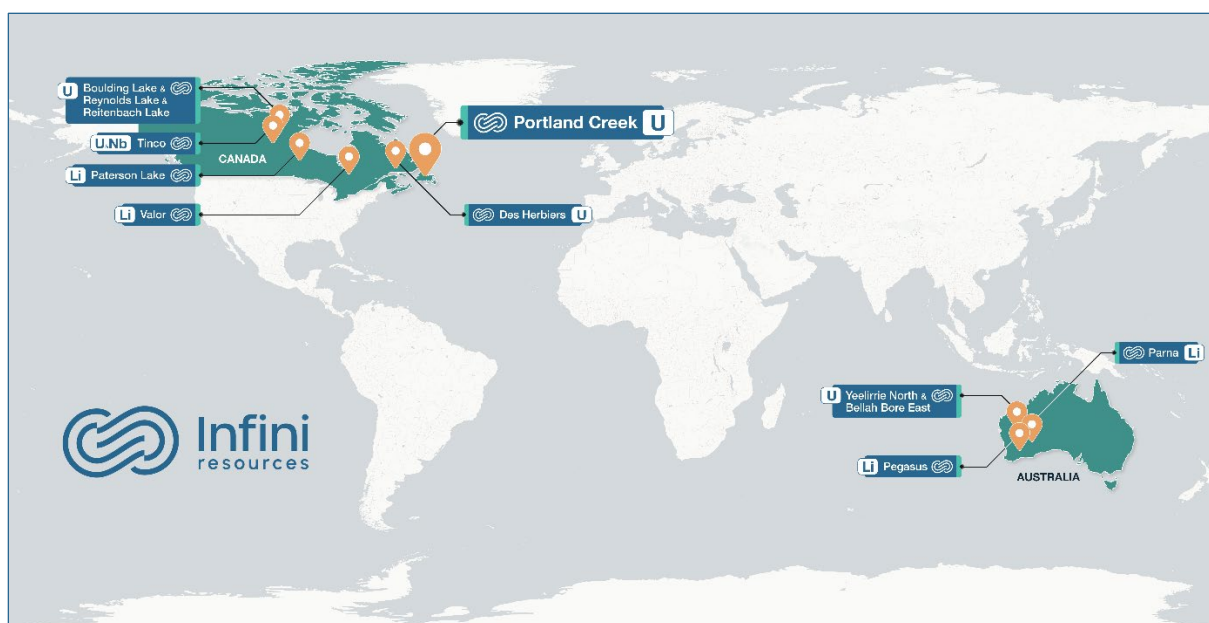 U Boulding Lake &
Reynolds Lake &
Reitenbach Lake
U,Nb Tinco
CANADA
Li Paterson Lake
Li Valor
Portland Creek U
Des Herbiers U
Parna Li
U Yeelirrie North &
Bellah Bore East
Li Pegasus
AUSTRALIA
Infini
resources